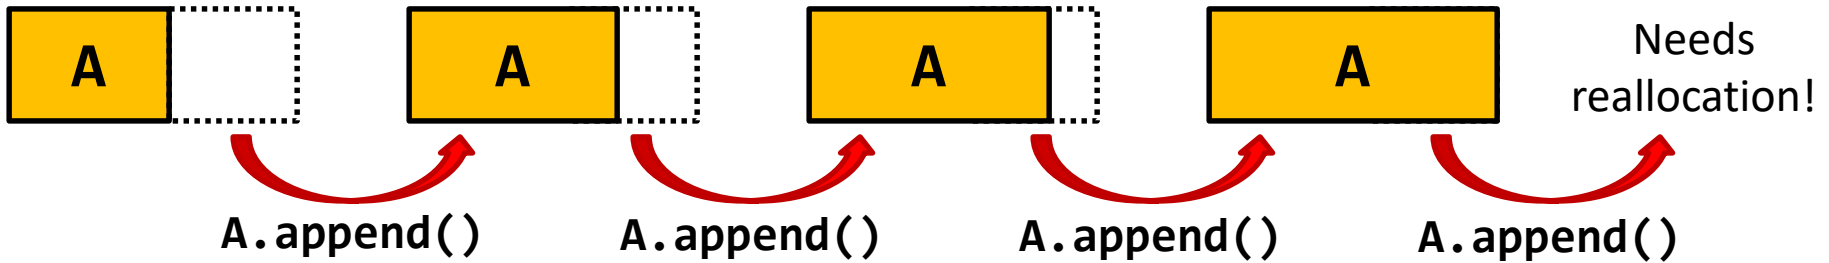 A
A
A
A
Needs
reallocation!
A.append()
A.append()
A.append()
A.append()